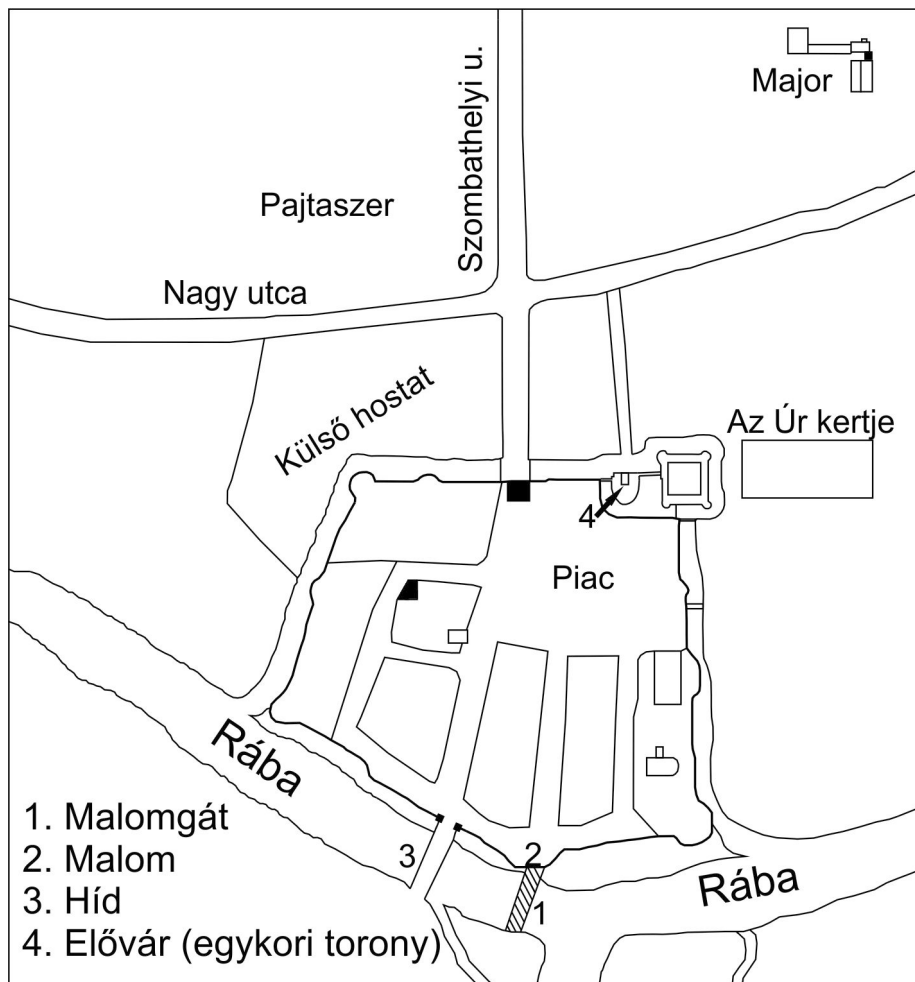 Major
Szombathelyi u.
Pajtaszer
Nagy utca
Külső hostat
Az Úr kertje
4
Piac
Rába
3
2
1
Rába
1. Malomgát
2. Malom
3. Híd
4. Elővár (egykori torony)